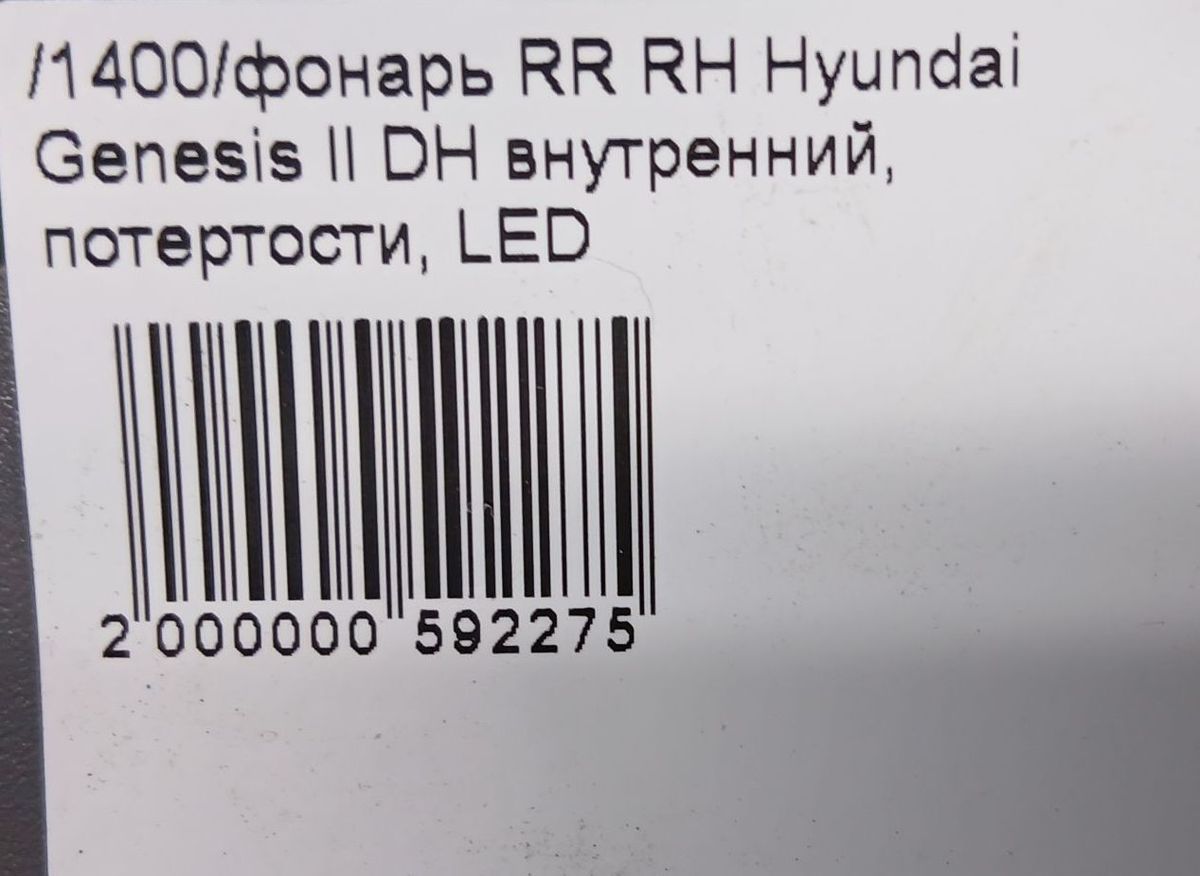 /1400/фонарь RR RH Hyundai
Genesis II DH внутренний,
потертости, LED
2 000000 592275